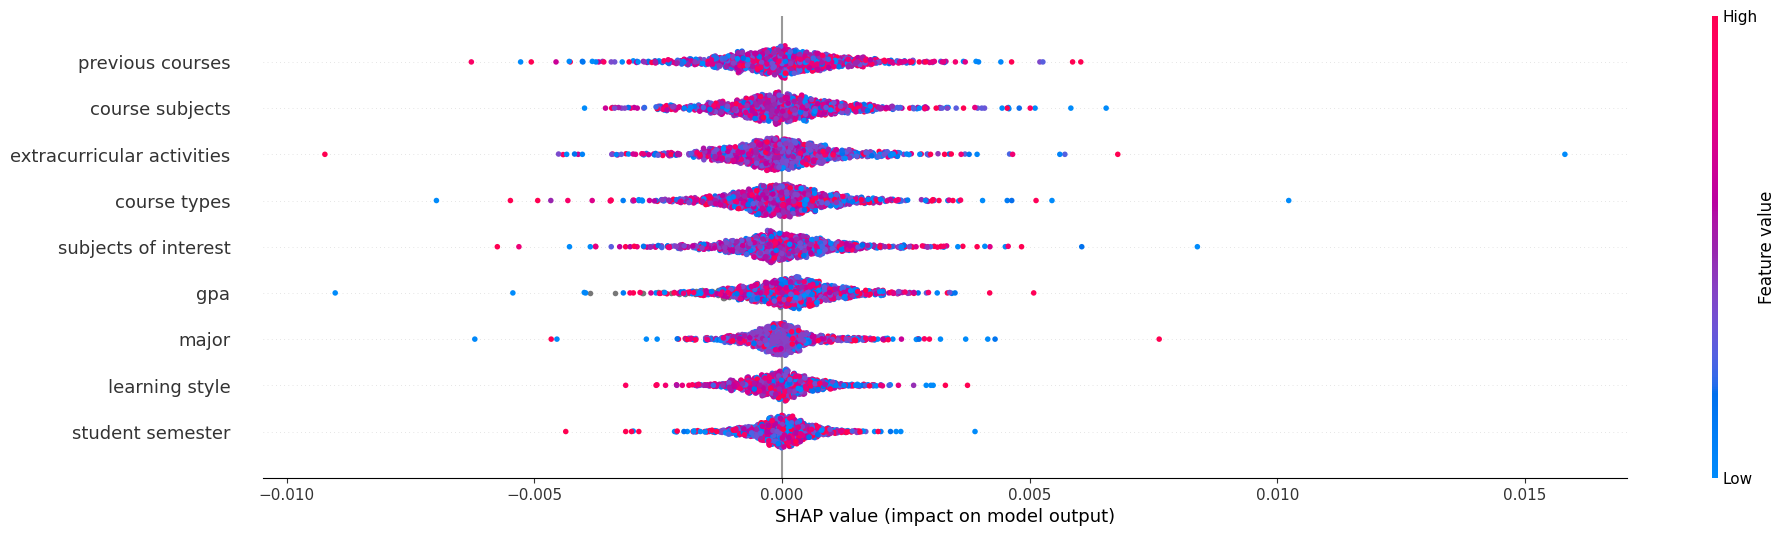 previous courses
course subjects
extracurricular activities
course types
subjects of interest
gpa
major
learning style
student semester
−0.010 −0.005 0.000 0.005 0.010 0.015
SHAP value (impact on model output)
High
Feature value
Low